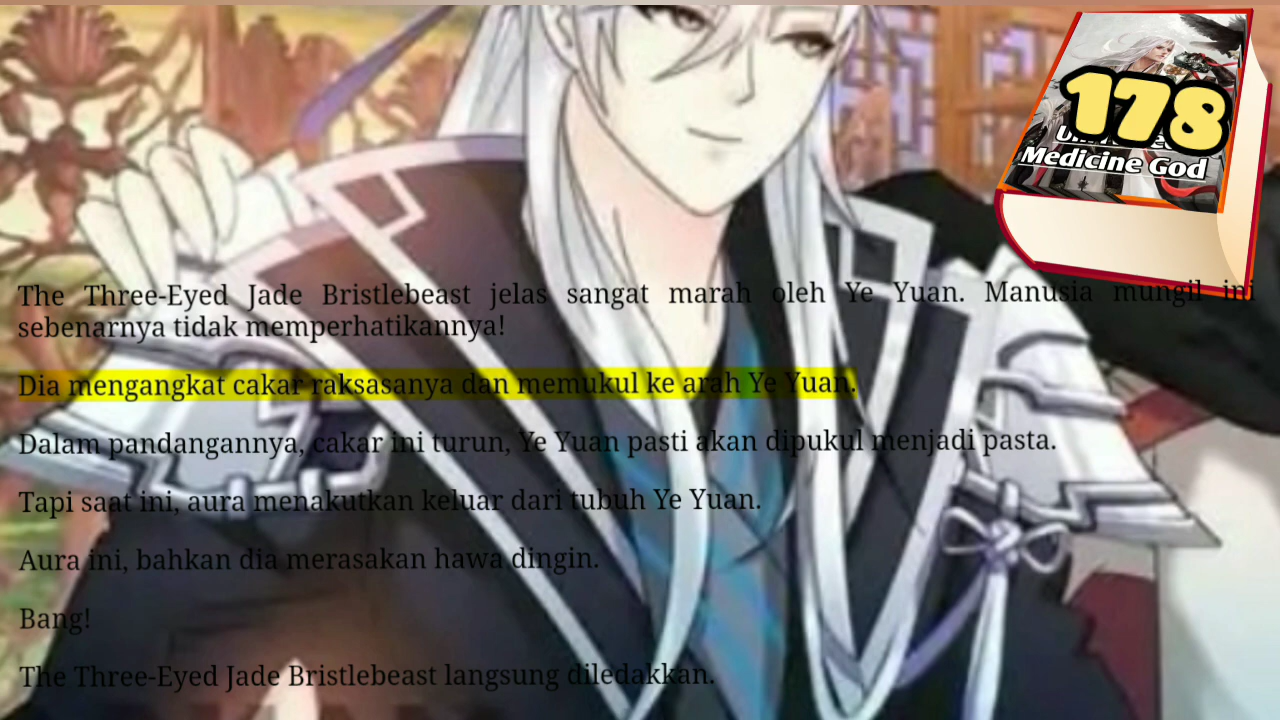 178
Medicine God
The Three-Eyed Jade Bristlebeast jelas sangat marah oleh Ye Yuan. Manusia mungil ini
sebenarnya tidak memperhatikannya!
Dia mengangkat cakar raksasanya dan memukul ke arah Ye Yuan.
Dalam pandangannya, cakar ini turun, Ye Yuan pasti akan dipukul menjadi pasta.
Tapi saat ini, aura menakutkan keluar dari tubuh Ye Yuan.
Aura ini, bahkan dia merasakan hawa dingin.
Bang!
The Three-Eyed Jade Bristlebeast langsung diledakkan.